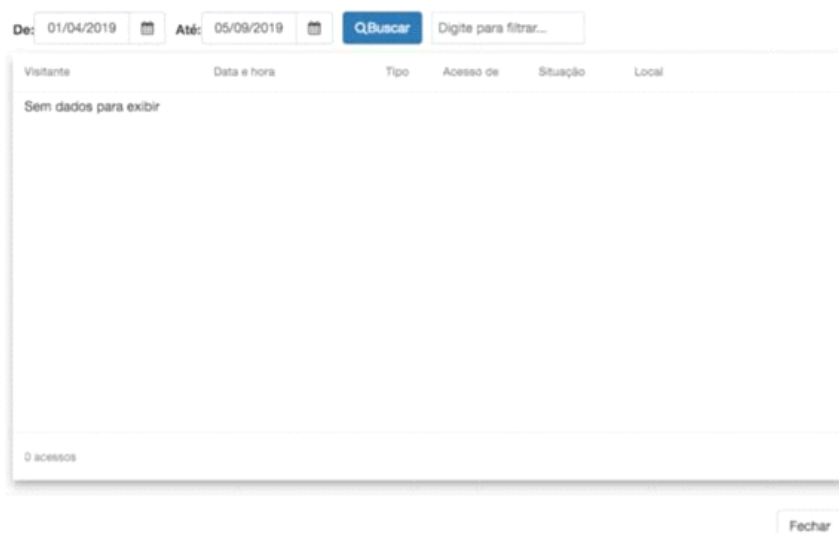 De: 01/04/2019 Até: 05/09/2019 Buscar Digite para filtrar...
Visitante Data e hora Tipo Acesso de Situação Local
Sem dados para exibir
0 acessos
Fechar